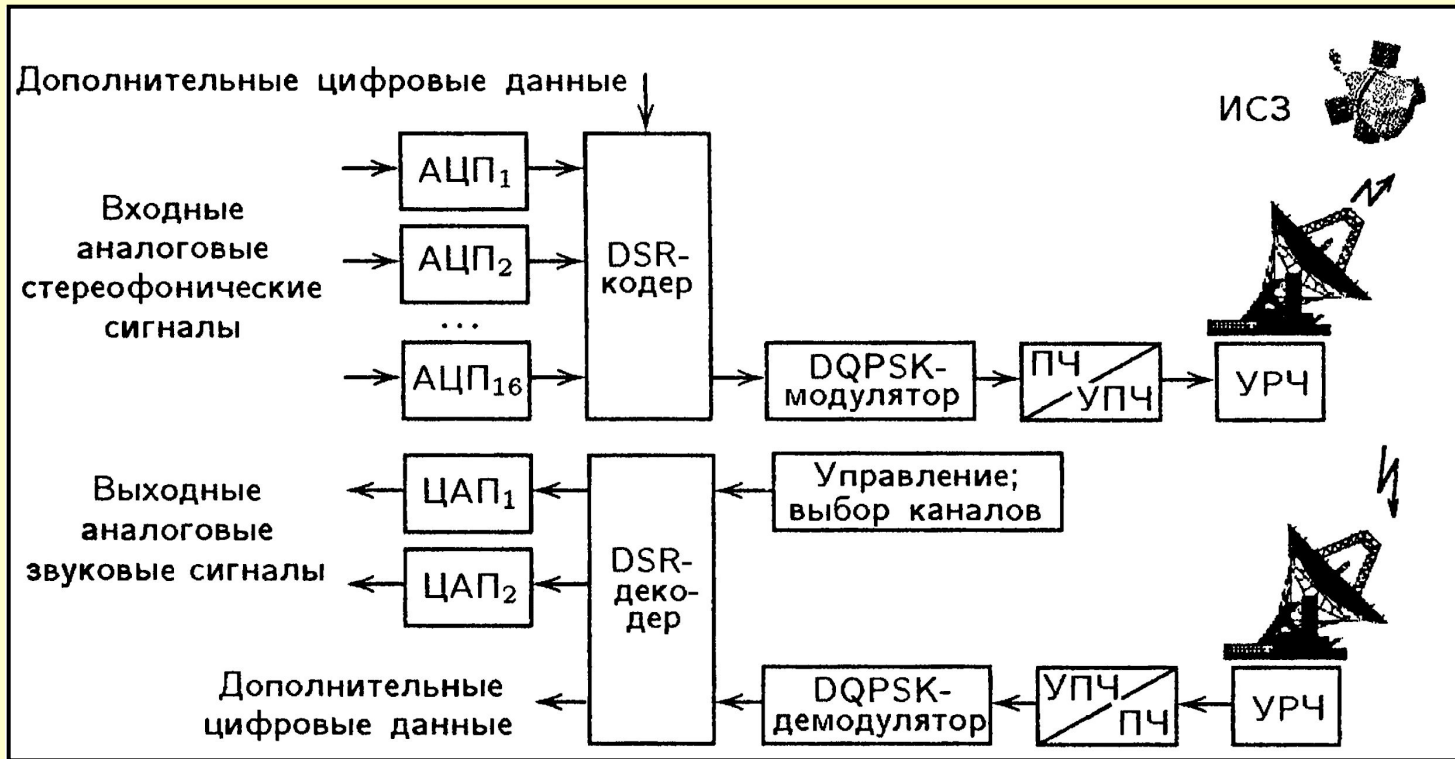 Дополнительные цифровые данные
ИСЗ
Входные
аналоговые
стереофонические
сигналы
АЦП₁
АЦП₂
...
АЦП₁₆
DSR-
кодер
DQPSK-
модулятор
ПЧ
УПЧ
УРЧ
Выходные
аналоговые
звуковые сигналы
ЦАП₁
ЦАП₂
DSR-
деко-
дер
Управление;
выбор каналов
Дополнительные
цифровые данные
DQPSK-
демодулятор
УПЧ
ПЧ
УРЧ